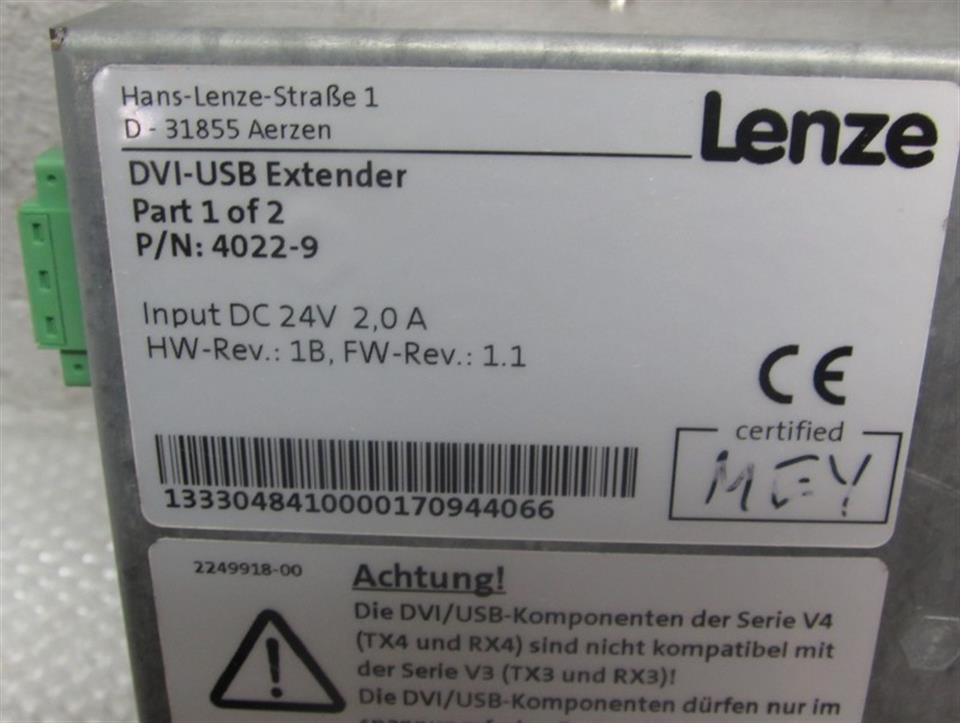 Hans-Lenze-Straße 1
D - 31855 Aerzen
Lenze
DVI-USB Extender
Part 1 of 2
P/N: 4022-9
Input DC 24V 2,0 A
HW-Rev.: 1B, FW-Rev.: 1.1
CE
certified
MEY
13330484100001709440​66
2249918-00
Achtung!
Die DVI/USB-Komponenten der Serie V4
(TX4 und RX4) sind nicht kompatibel mit
der Serie V3 (TX3 und RX3)!
Die DVI/USB-Komponenten dürfen nur im